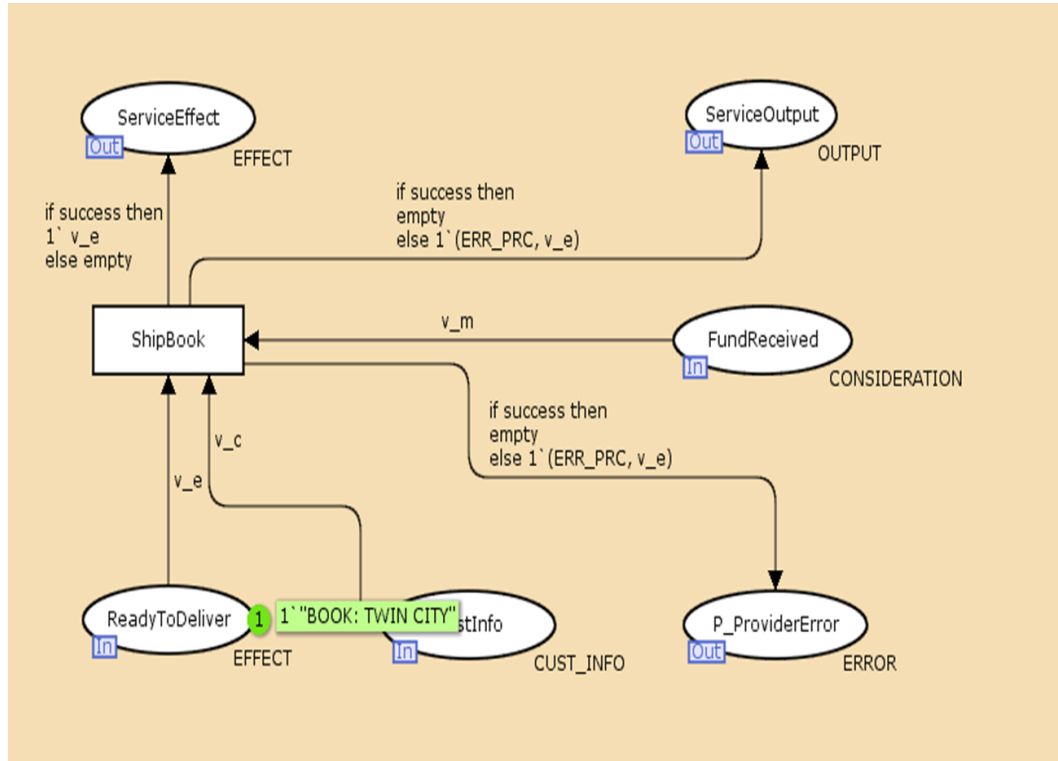 ServiceEffect
Out
EFFECT
ServiceOutput
Out
OUTPUT
if success then
1` v_e
else empty
if success then
empty
else 1`(ERR_PRC, v_e)
ShipBook
v_m
FundReceived
In
CONSIDERATION
if success then
empty
else 1`(ERR_PRC, v_e)
v_c
v_e
ReadyToDeliver
In
EFFECT
1
1`"BOOK: TWIN CITY"
stInfo
In
CUST_INFO
P_ProviderError
Out
ERROR